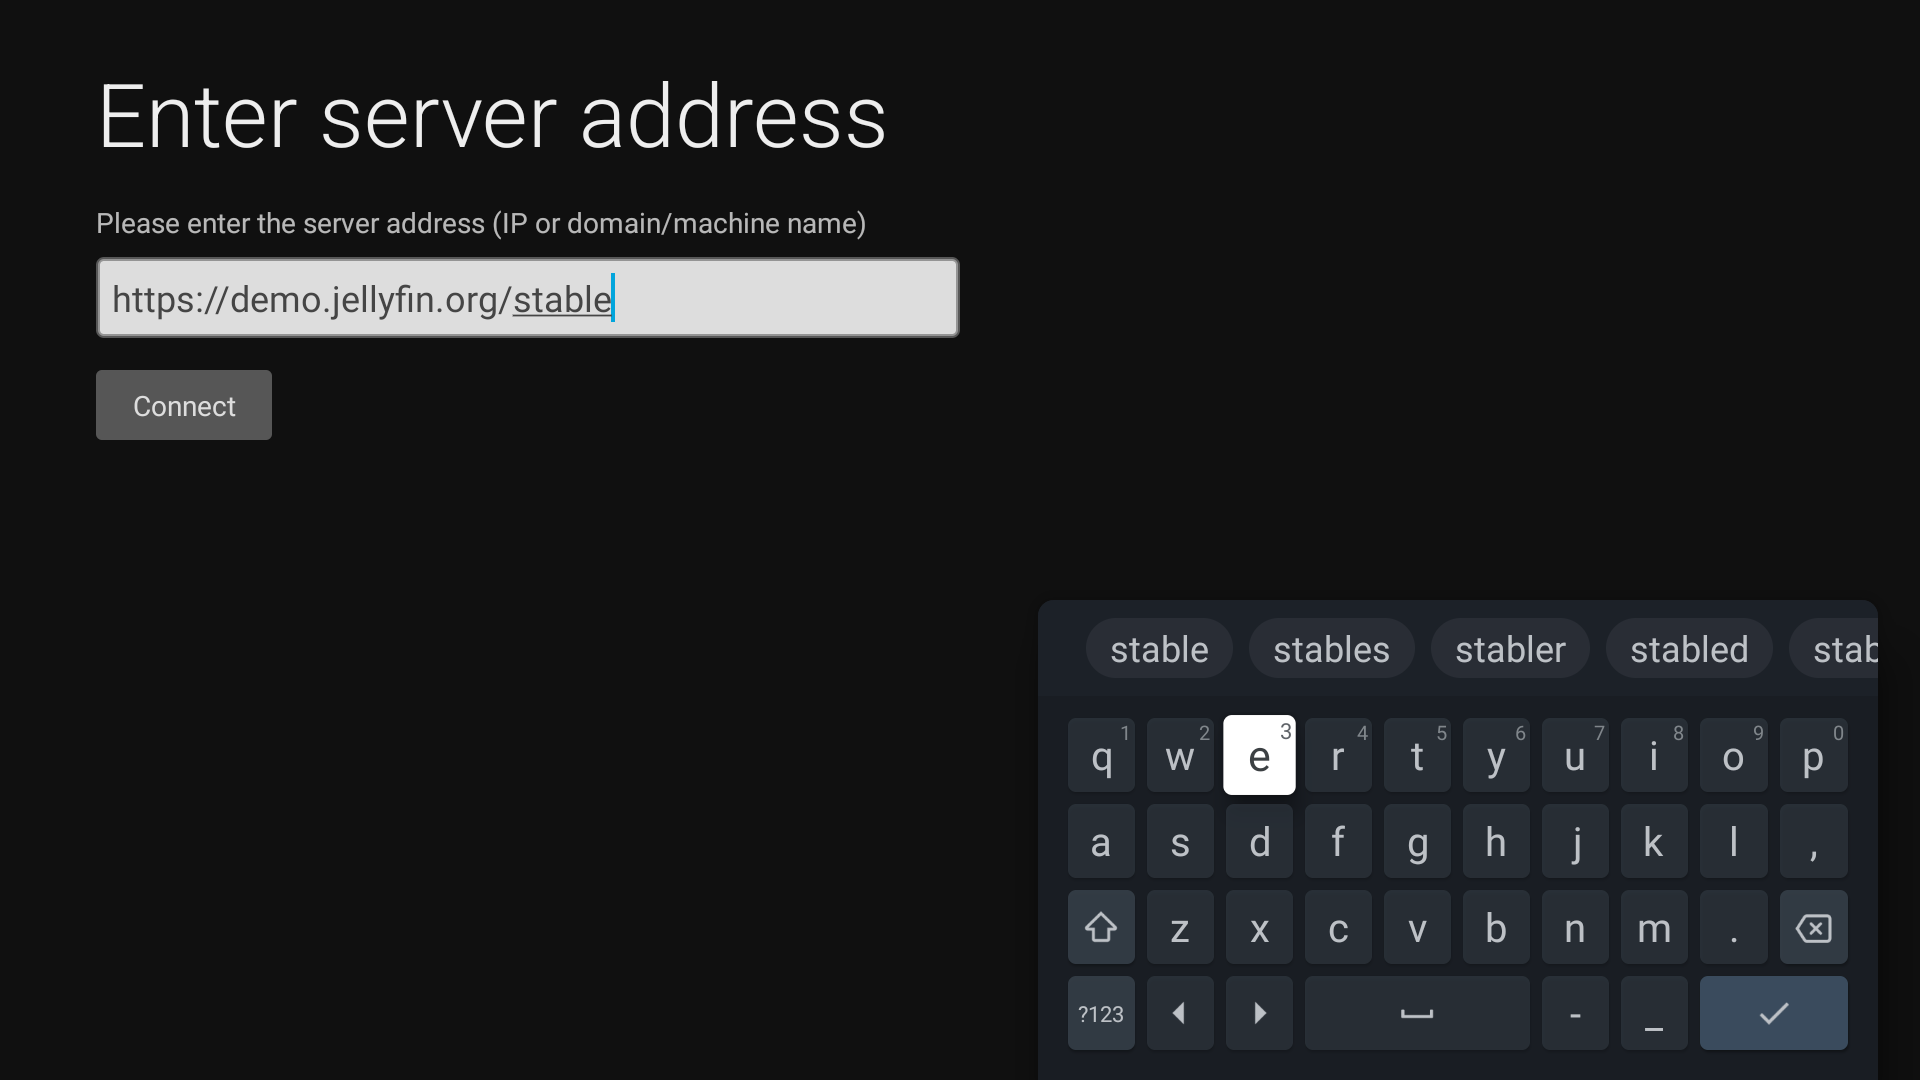 Enter server address
Please enter the server address (IP or domain/machine name)
https://demo.jellyfin.org/stable
Connect
stable stables stabler stabled stab
q 1 w 2 e 3 r 4 t 5 y 6 u 7 i 8 o 9 p 0
a s d f g h j k l ,
z x c v b n m .
?123 - _